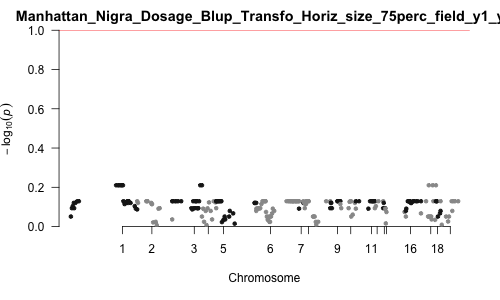 Manhattan_Nigra_Dosage_Blup_Transfo_Horiz_size_75perc_field_y1_y
1.0
0.8
0.6
0.4
0.2
0.0
− log10(p)
1 2 3 5 6 7 9 11 16 18
Chromosome